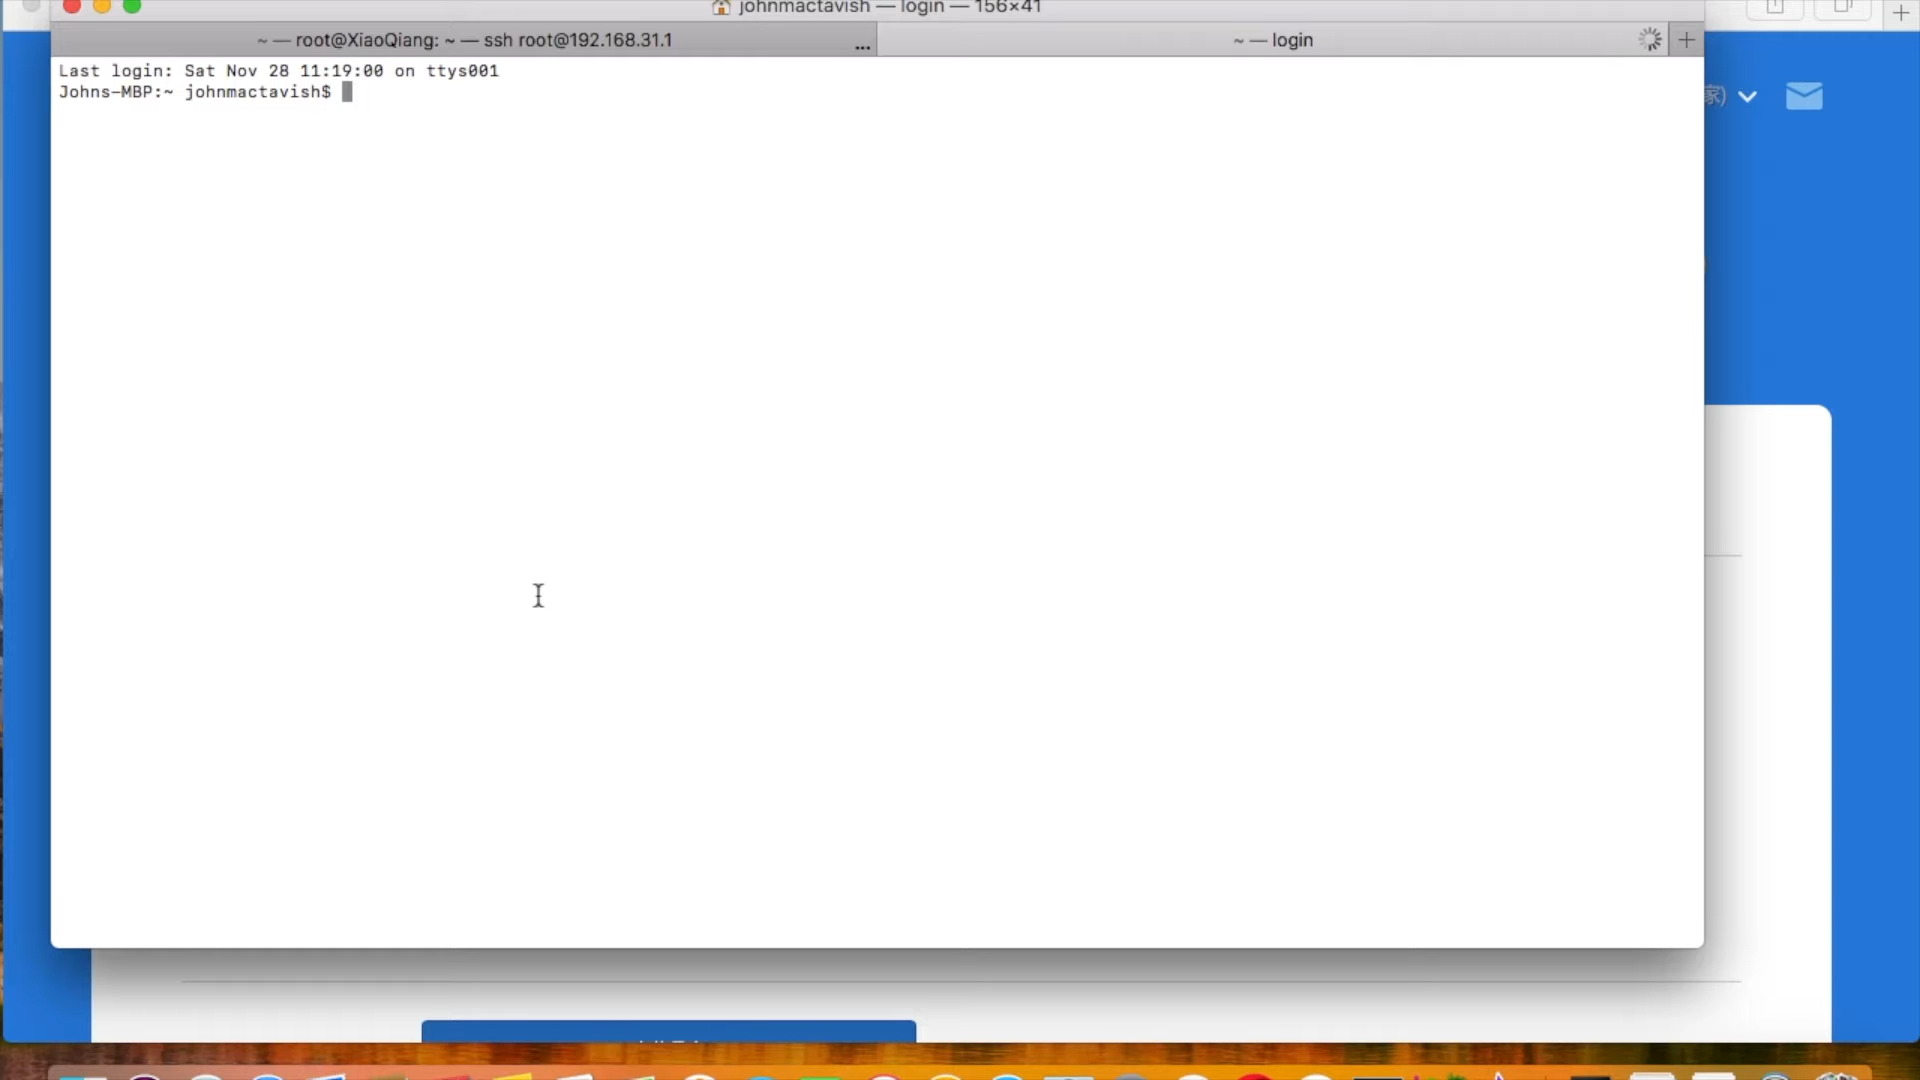 johnmactavish — login — 156×41
~ — root@XiaoQiang: ~ — ssh root@192.168.31.1 ...
~ — login
Last login: Sat Nov 28 11:19:00 on ttys001
Johns-MBP:~ johnmactavish$
家)